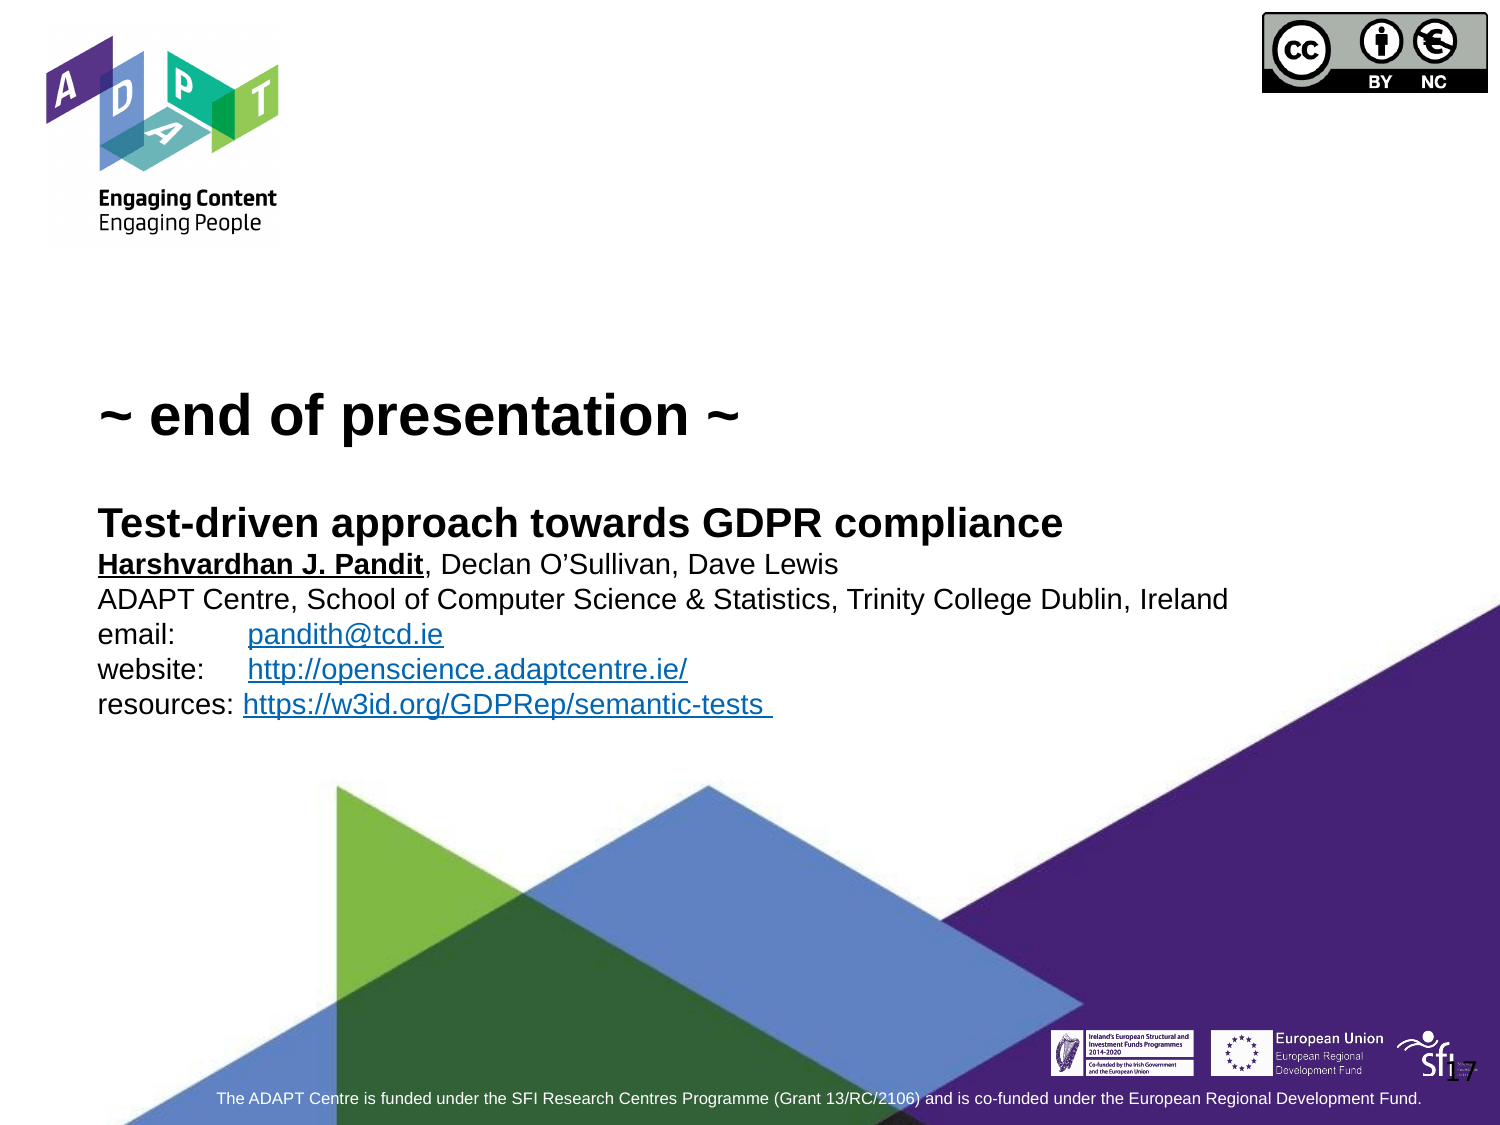 ADAPT
Engaging Content
Engaging People
cc
BY NC
~ end of presentation ~
Test-driven approach towards GDPR compliance
Harshvardhan J. Pandit, Declan O’Sullivan, Dave Lewis
ADAPT Centre, School of Computer Science & Statistics, Trinity College Dublin, Ireland
email: pandith@tcd.ie
website: http://openscience.adaptcentre.ie/
resources: https://w3id.org/GDPRep/semantic-tests
Ireland's European Structural and
Investment Funds Programmes
2014-2020
Co-funded by the Irish Government
and the European Union
European Union
European Regional
Development Fund
sfi
17
The ADAPT Centre is funded under the SFI Research Centres Programme (Grant 13/RC/2106) and is co-funded under the European Regional Development Fund.